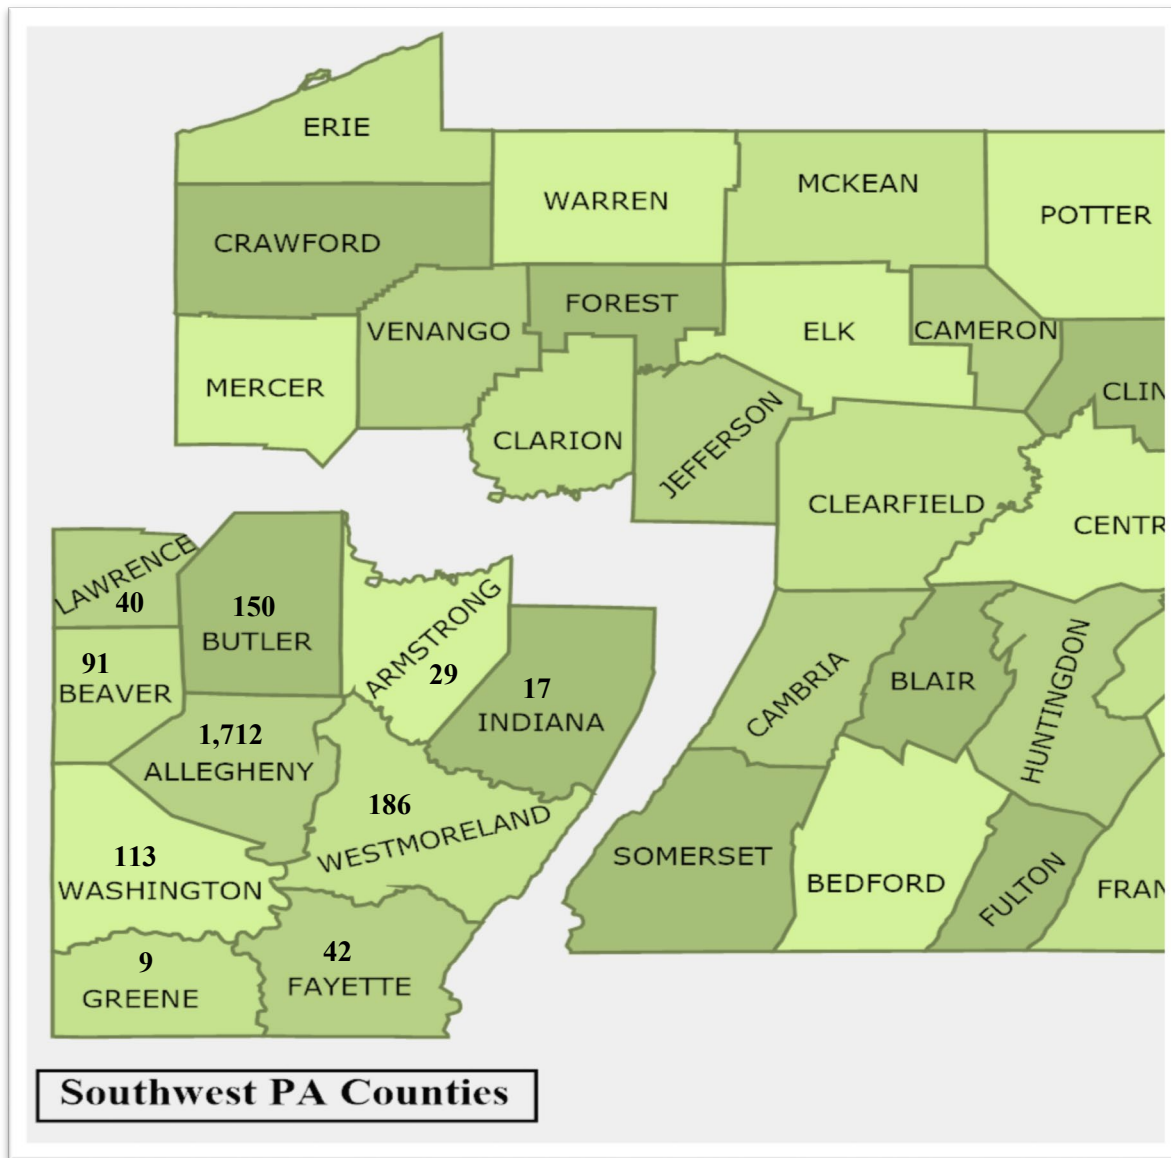 ERIE
WARREN
MCKEAN
POTTER
CRAWFORD
FOREST
VENANGO
ELK
CAMERON
MERCER
CLIN
CLARION
JEFFERSON
CLEARFIELD
CENTR
LAWRENCE
40
150
BUTLER
ARMSTRONG
29
91
BEAVER
17
INDIANA
CAMBRIA
BLAIR
HUNTINGDON
1,712
ALLEGHENY
186
WESTMORELAND
113
WASHINGTON
SOMERSET
BEDFORD
FULTON
FRAN
9
GREENE
42
FAYETTE
Southwest PA Counties